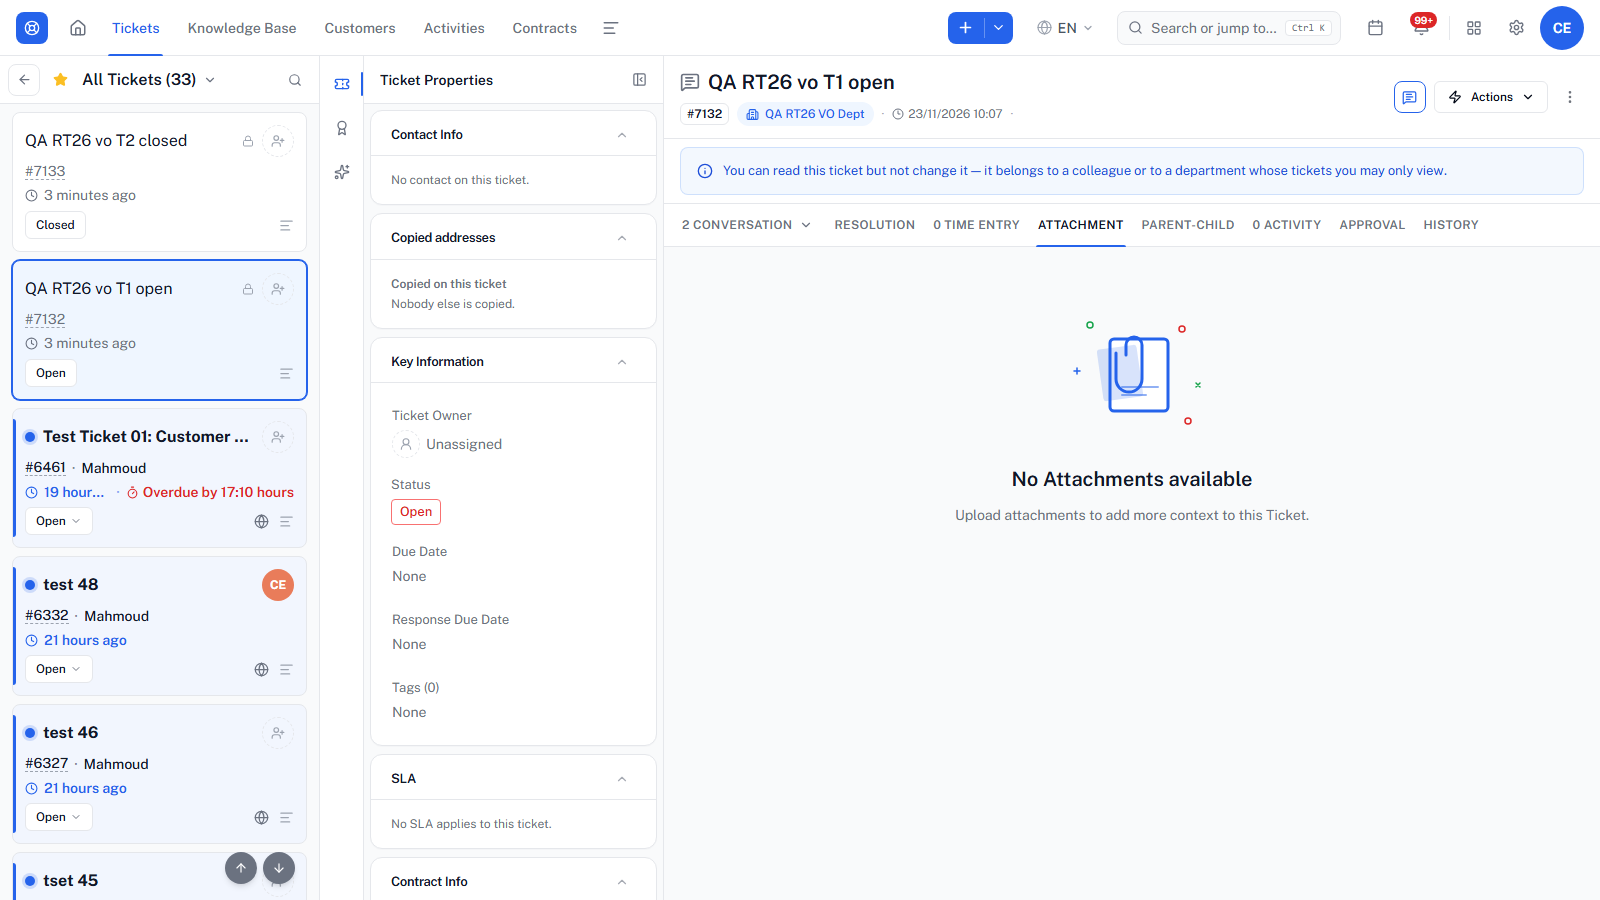 Tickets
Knowledge Base
Customers
Activities
Contracts
EN
Search or jump to...
Ctrl K
99+
CE
All Tickets (33)
QA RT26 vo T2 closed
#7133
3 minutes ago
Closed
QA RT26 vo T1 open
#7132
3 minutes ago
Open
Test Ticket 01: Customer ...
#6461 · Mahmoud
19 hour... · Overdue by 17:10 hours
Open
test 48
CE
#6332 · Mahmoud
21 hours ago
Open
test 46
#6327 · Mahmoud
21 hours ago
Open
tset 45
Ticket Properties
Contact Info
No contact on this ticket.
Copied addresses
Copied on this ticket
Nobody else is copied.
Key Information
Ticket Owner
Unassigned
Status
Open
Due Date
None
Response Due Date
None
Tags (0)
None
SLA
No SLA applies to this ticket.
Contract Info
QA RT26 vo T1 open
#7132
QA RT26 VO Dept
· 23/11/2026 10:07 ·
Actions
You can read this ticket but not change it — it belongs to a colleague or to a department whose tickets you may only view.
2 CONVERSATION
RESOLUTION
0 TIME ENTRY
ATTACHMENT
PARENT-CHILD
0 ACTIVITY
APPROVAL
HISTORY
No Attachments available
Upload attachments to add more context to this Ticket.